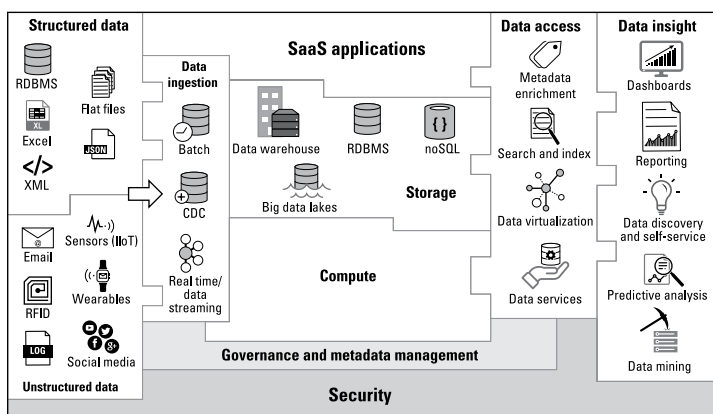 Structured data
RDBMS
Flat files
XL
Excel
JSON
</>
XML
@
Email
Sensors (IIoT)
RFID
Wearables
LOG
Social media
Unstructured data
Data
ingestion
Batch
CDC
Real time/
data
streaming
SaaS applications
Data warehouse
RDBMS
{ }
noSQL
Big data lakes
Storage
Compute
Data access
Metadata
enrichment
Search and index
Data virtualization
Data services
Data insight
Dashboards
Reporting
Data discovery
and self-service
Predictive analysis
Data mining
Governance and metadata management
Security